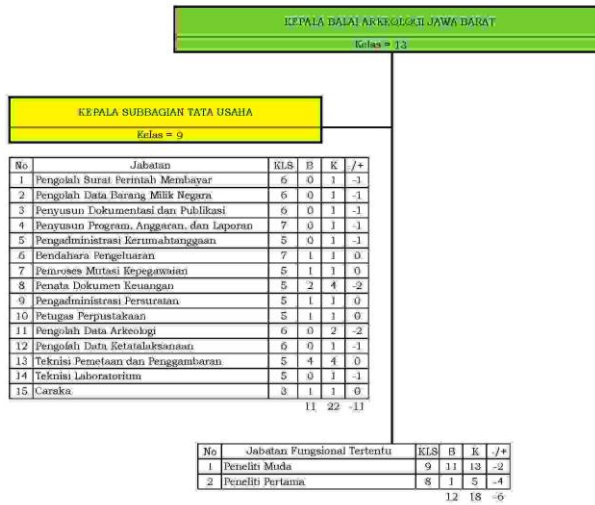 KEPALA BALAI ARKEOLOGI JAWA BARAT
Kelas = 13
KEPALA SUBBAGIAN TATA USAHA
Kelas = 9
No Jabatan KLS B K -/+
1 Pengolah Surat Perintah Membayar 6 0 1 -1
2 Pengolah Data Barang Milik Negara 6 0 1 -1
3 Penyusun Dokumentasi dan Publikasi 6 0 1 -1
4 Penyusun Program, Anggaran, dan Laporan 7 0 1 -1
5 Pengadministrasi Kerumahtanggaan 5 0 1 -1
6 Bendahara Pengeluaran 7 1 1 0
7 Pemroses Mutasi Kepegawaian 5 1 1 0
8 Penata Dokumen Keuangan 5 2 4 -2
9 Pengadministrasi Persuratan 5 1 1 0
10 Petugas Perpustakaan 5 1 1 0
11 Pengolah Data Arkeologi 6 0 2 -2
12 Pengolah Data Ketatalaksanaan 6 0 1 -1
13 Teknisi Pemetaan dan Penggambaran 5 4 4 0
14 Teknisi Laboratorium 5 0 1 -1
15 Caraka 3 1 1 0
11 22 -11
No Jabatan Fungsional Tertentu KLS B K -/+
1 Peneliti Muda 9 11 13 -2
2 Peneliti Pertama 8 1 5 -4
12 18 -6